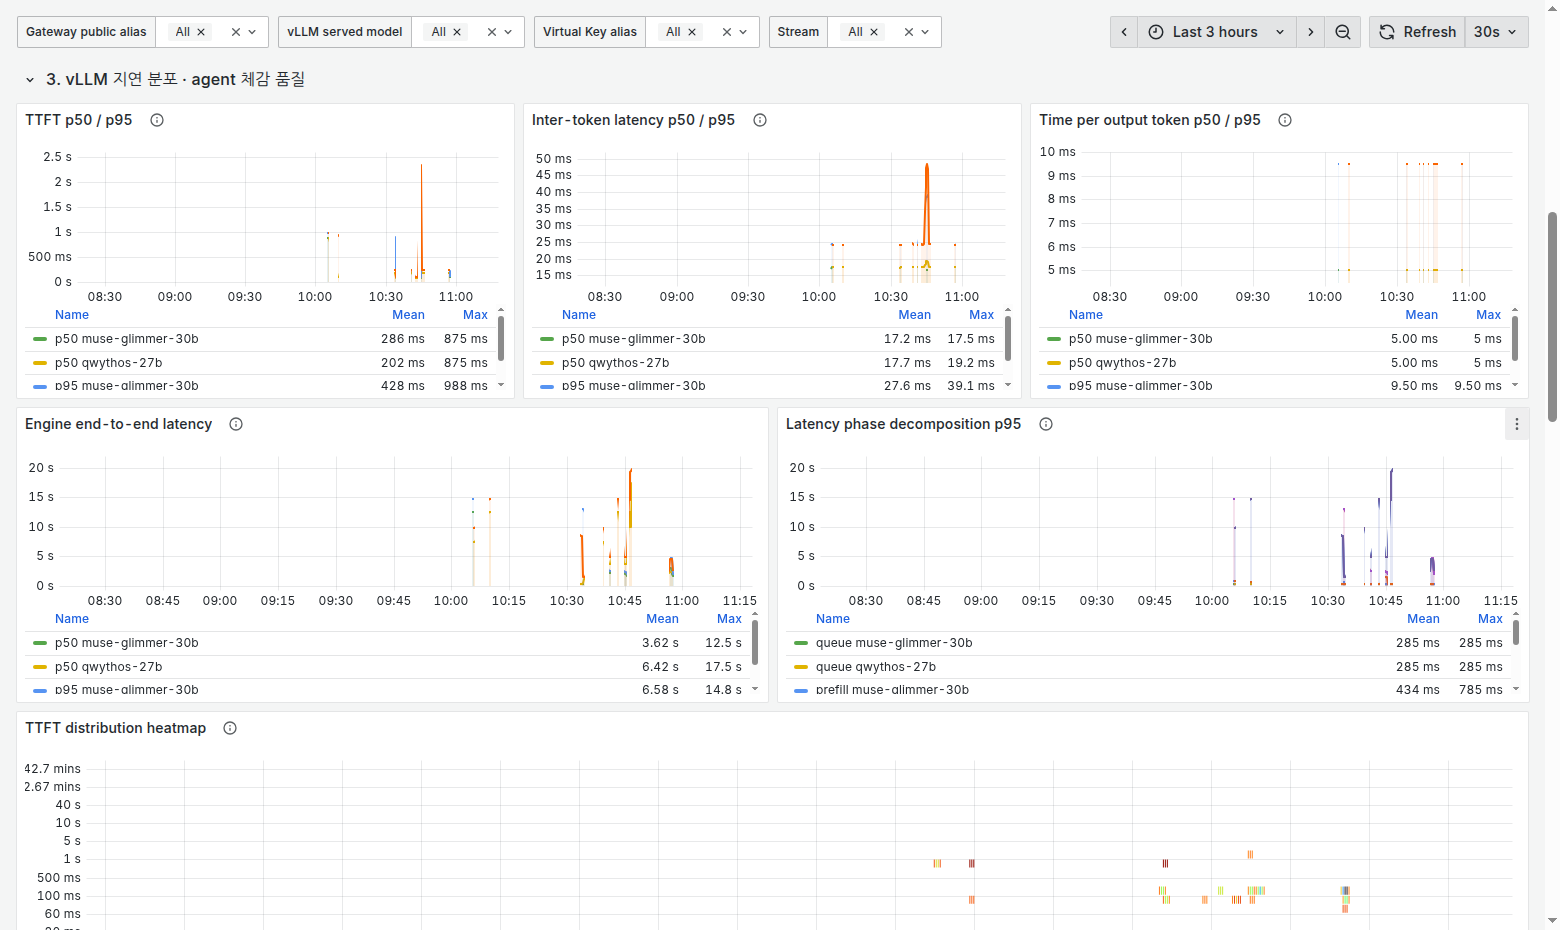 Gateway public alias All vLLM served model All Virtual Key alias All Stream All Last 3 hours Refresh 30s
3. vLLM 지연 분포 · agent 체감 품질
TTFT p50 / p95
2.5 s
2 s
1.5 s
1 s
500 ms
0 s
08:30 09:00 09:30 10:00 10:30 11:00
Name Mean Max
p50 muse-glimmer-30b 286 ms 875 ms
p50 qwythos-27b 202 ms 875 ms
p95 muse-glimmer-30b 428 ms 988 ms
Inter-token latency p50 / p95
50 ms
45 ms
40 ms
35 ms
30 ms
25 ms
20 ms
15 ms
08:30 09:00 09:30 10:00 10:30 11:00
Name Mean Max
p50 muse-glimmer-30b 17.2 ms 17.5 ms
p50 qwythos-27b 17.7 ms 19.2 ms
p95 muse-glimmer-30b 27.6 ms 39.1 ms
Time per output token p50 / p95
10 ms
9 ms
8 ms
7 ms
6 ms
5 ms
08:30 09:00 09:30 10:00 10:30 11:00
Name Mean Max
p50 muse-glimmer-30b 5.00 ms 5 ms
p50 qwythos-27b 5.00 ms 5 ms
p95 muse-glimmer-30b 9.50 ms 9.50 ms
Engine end-to-end latency
20 s
15 s
10 s
5 s
0 s
08:30 08:45 09:00 09:15 09:30 09:45 10:00 10:15 10:30 10:45 11:00 11:15
Name Mean Max
p50 muse-glimmer-30b 3.62 s 12.5 s
p50 qwythos-27b 6.42 s 17.5 s
p95 muse-glimmer-30b 6.58 s 14.8 s
Latency phase decomposition p95
20 s
15 s
10 s
5 s
0 s
08:30 08:45 09:00 09:15 09:30 09:45 10:00 10:15 10:30 10:45 11:00 11:15
Name Mean Max
queue muse-glimmer-30b 285 ms 285 ms
queue qwythos-27b 285 ms 285 ms
prefill muse-glimmer-30b 434 ms 785 ms
TTFT distribution heatmap
42.7 mins
2.67 mins
40 s
10 s
5 s
1 s
500 ms
100 ms
60 ms